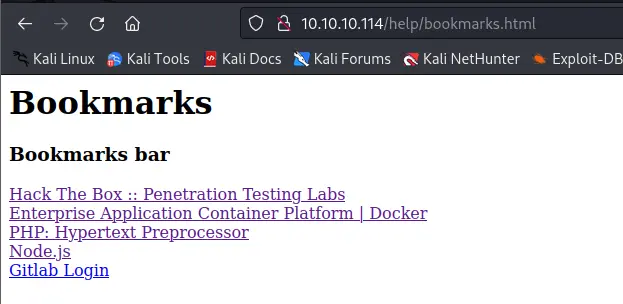 10.10.10.114/help/bookmarks.html
Kali Linux Kali Tools Kali Docs Kali Forums Kali NetHunter Exploit-DB
Bookmarks
Bookmarks bar
Hack The Box :: Penetration Testing Labs
Enterprise Application Container Platform | Docker
PHP: Hypertext Preprocessor
Node.js
Gitlab Login